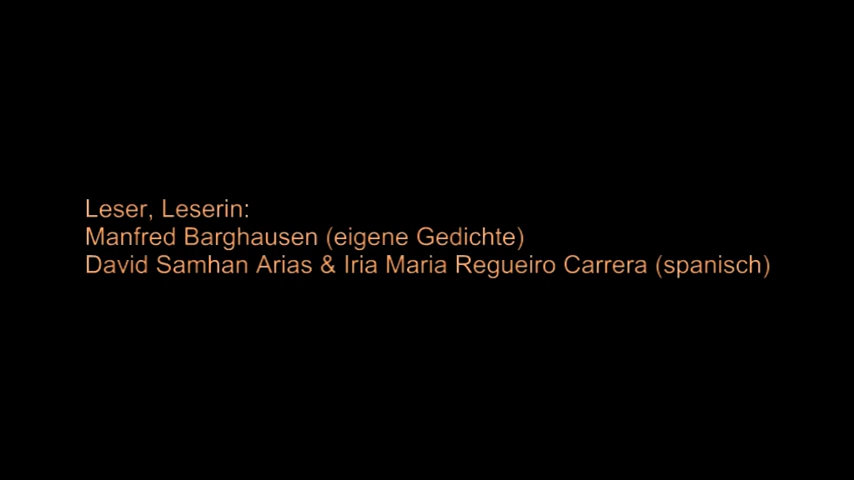 Leser, Leserin:
Manfred Barghausen (eigene Gedichte)
David Samhan Arias & Iria Maria Regueiro Carrera (spanisch)